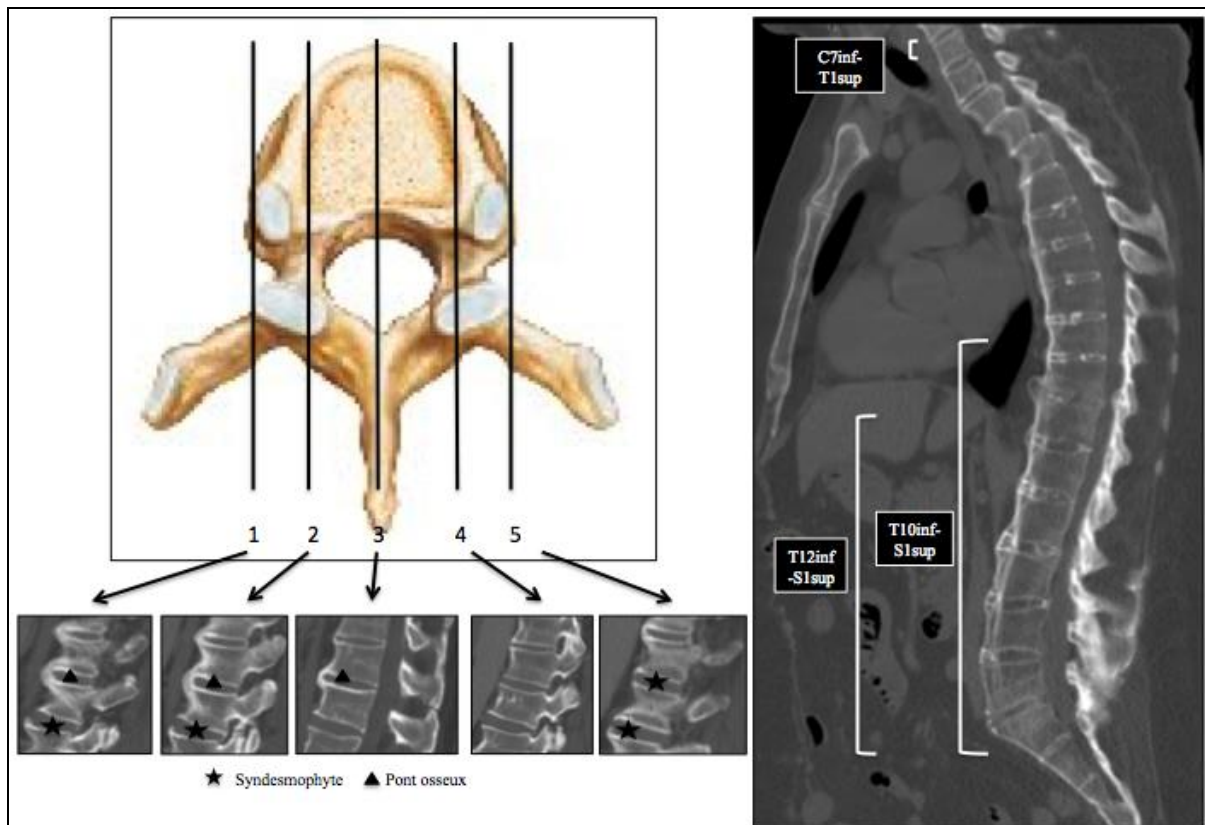 1
2
3
4
5
Syndesmophyte
Pont osseux
C7inf-
T1sup
T10inf-
S1sup
T12inf
-S1sup